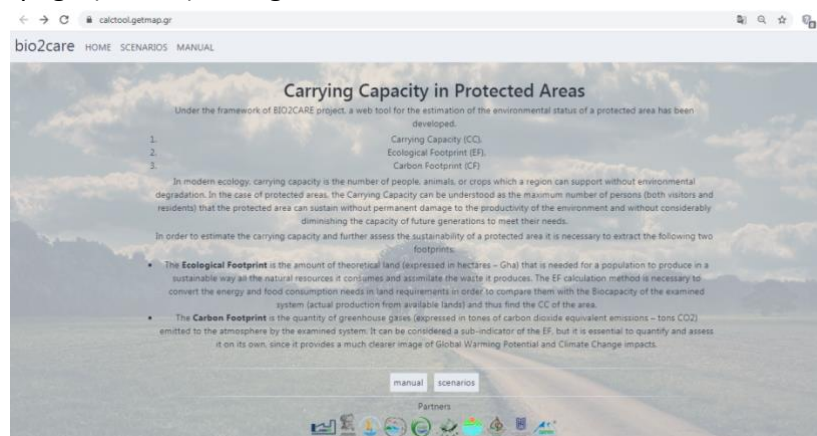 calctool.getmap.gr
bio2care HOME SCENARIOS MANUAL
Carrying Capacity in Protected Areas
Under the framework of BIO2CARE project, a web tool for the estimation of the environmental status of a protected area has been
developed.
1. Carrying Capacity (CC),
2. Ecological Footprint (EF),
3. Carbon Footprint (CF)
In modern ecology, carrying capacity is the number of people, animals, or crops which a region can support without environmental
degradation. In the case of protected areas, the Carrying Capacity can be understood as the maximum number of persons (both visitors and
residents) that the protected area can sustain without permanent damage to the productivity of the environment and without considerably
diminishing the capacity of future generations to meet their needs.
In order to estimate the carrying capacity and further assess the sustainability of a protected area it is necessary to extract the following two
footprints:
• The Ecological Footprint is the amount of theoretical land (expressed in hectares – Gha) that is needed for a population to produce in a
sustainable way all the natural resources it consumes and assimilate the waste it produces. The EF calculation method is necessary to
convert the energy and food consumption needs in land requirements in order to compare them with the Biocapacity of the examined
system (actual production from available lands) and thus find the CC of the area.
• The Carbon Footprint is the quantity of greenhouse gases (expressed in tones of carbon dioxide equivalent emissions – tons CO2)
emitted to the atmosphere by the examined system. It can be considered a sub-indicator of the EF, but it is essential to quantify and assess
it on its own, since it provides a much clearer image of Global Warming Potential and Climate Change impacts.
manual scenarios
Partners